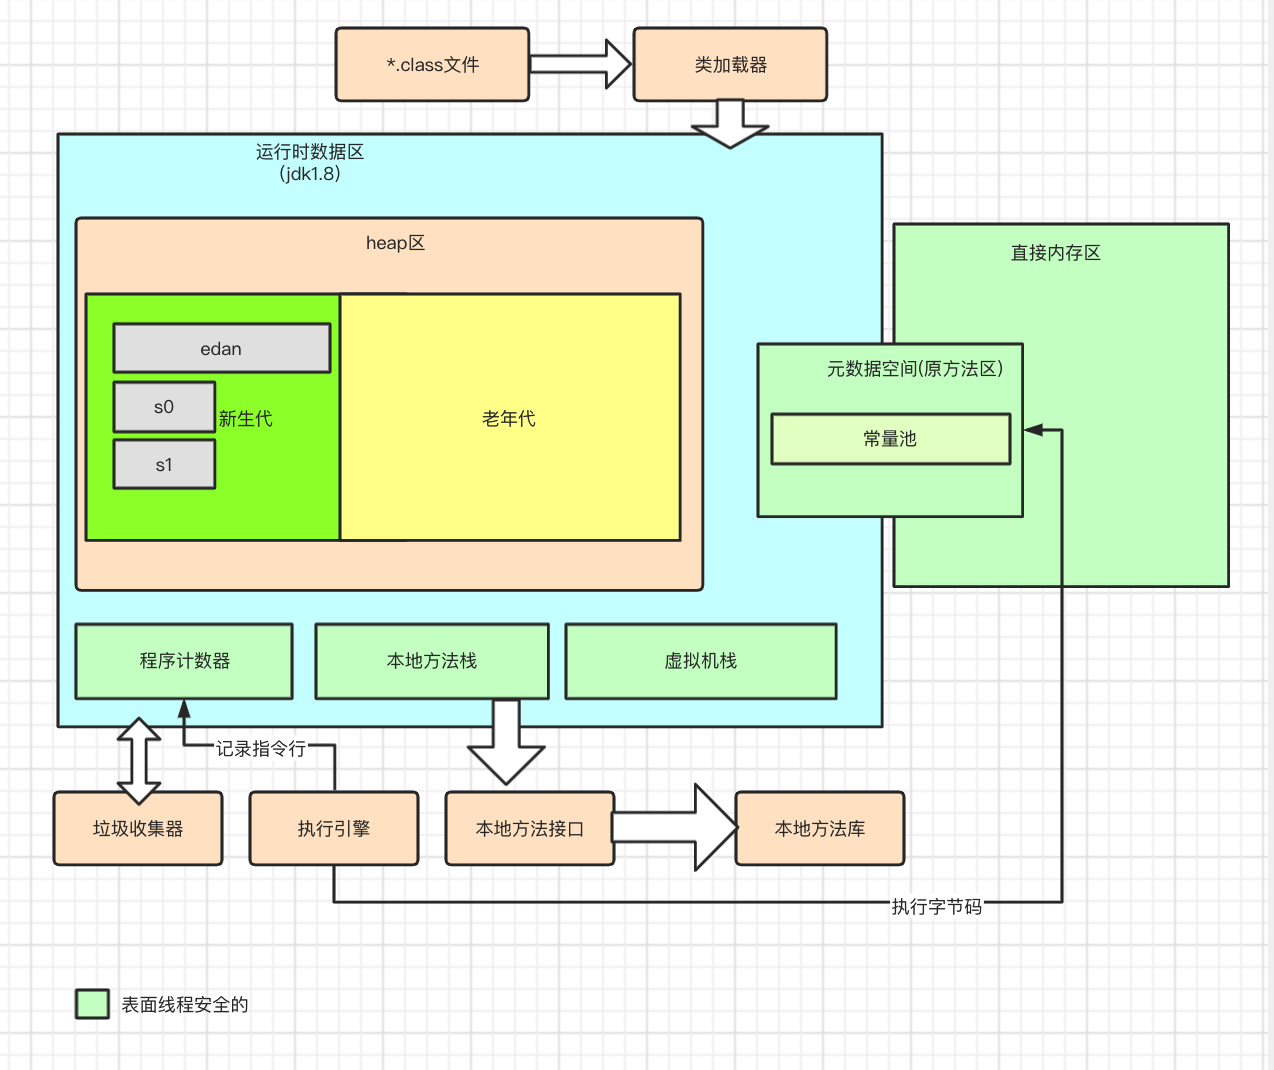 *.class文件
类加载器
运行时数据区
(jdk1.8)
heap区
直接内存区
edan
元数据空间(原方法区)
s0
新生代
老年代
常量池
s1
程序计数器
本地方法栈
虚拟机栈
记录指令行
垃圾收集器
执行引擎
本地方法接口
本地方法库
执行字节码
表面线程安全的